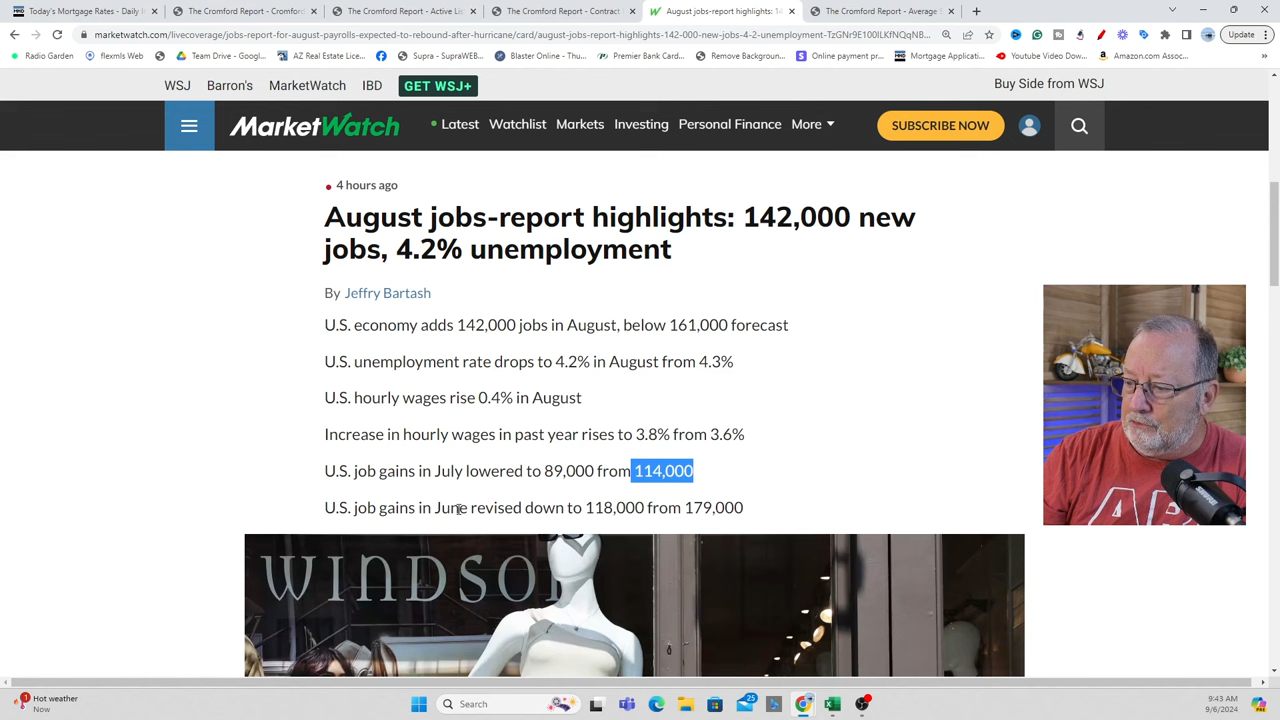 Today's Mortgage Rates - Daily I
The Cromford Report - Cromfor
The Cromford Report - Active Li
The Cromford Report - Contract
August jobs-report highlights: 14
The Cromford Report - Average
marketwatch.com/livecoverage/jobs-report-for-august-payrolls-expected-to-rebound-after-hurricane/card/august-jobs-report-highlights-142-000-new-jobs-4-2-unemployment-
Update
Radio Garden
flexmls Web
Team Drive - Googl...
AZ Real Estate Lice...
Supra - SupraWEB...
Blaster Online - Thu...
Premier Bank Card...
Remove Backgroun...
Online payment pr...
Mortgage Applicati...
Youtube Video Dow...
Amazon.com Assoc...
WSJ Barron's MarketWatch IBD GET WSJ+
Buy Side from WSJ
MarketWatch
Latest Watchlist Markets Investing Personal Finance More
SUBSCRIBE NOW
4 hours ago
August jobs-report highlights: 142,000 new
jobs, 4.2% unemployment
By Jeffry Bartash
U.S. economy adds 142,000 jobs in August, below 161,000 forecast
U.S. unemployment rate drops to 4.2% in August from 4.3%
U.S. hourly wages rise 0.4% in August
Increase in hourly wages in past year rises to 3.8% from 3.6%
U.S. job gains in July lowered to 89,000 from 114,000
U.S. job gains in June revised down to 118,000 from 179,000
WINDSO
1
Hot weather
Now
Search
25
9:43 AM
9/6/2024